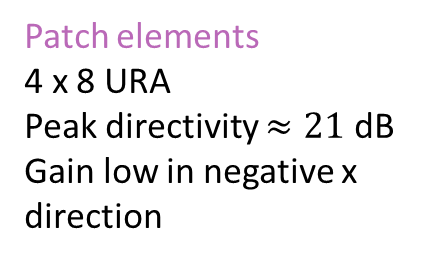 Patch elements
4 x 8 URA
Peak directivity ≈ 21 dB
Gain low in negative x
direction